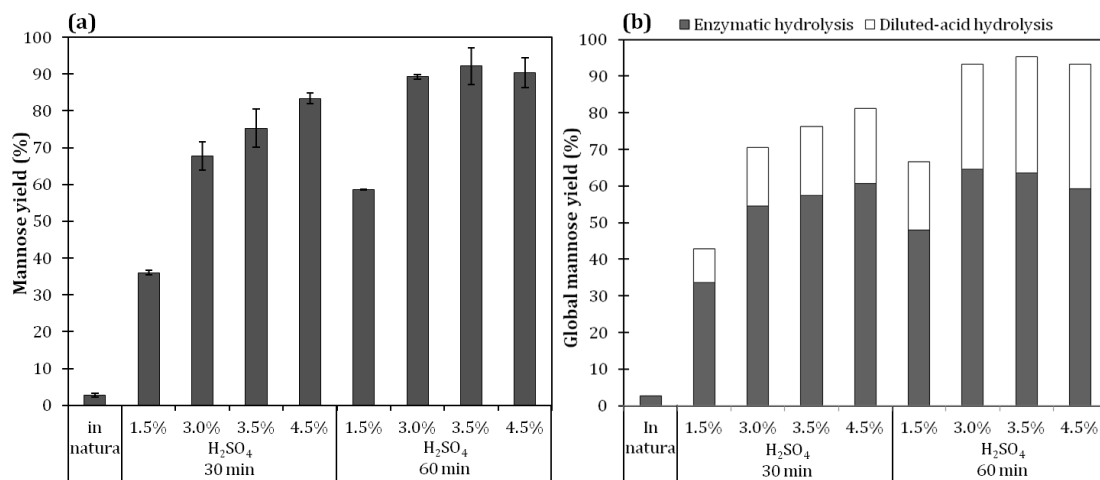 (a)
Mannose yield (%)
100
90
80
70
60
50
40
30
20
10
0
in natura
1.5% 3.0% 3.5% 4.5% 1.5% 3.0% 3.5% 4.5%
H₂SO₄ H₂SO₄
30 min 60 min
(b)
Enzymatic hydrolysis Diluted-acid hydrolysis
Global mannose yield (%)
100
90
80
70
60
50
40
30
20
10
0
In natura
1.5% 3.0% 3.5% 4.5% 1.5% 3.0% 3.5% 4.5%
H₂SO₄ H₂SO₄
30 min 60 min